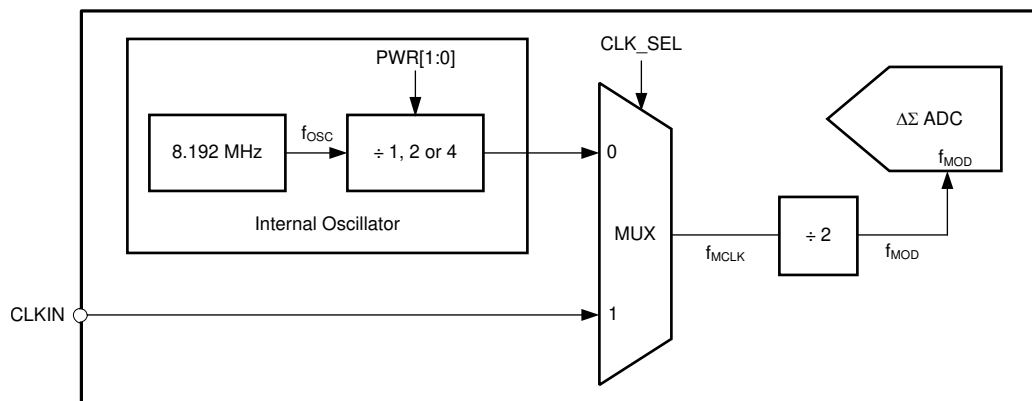 CLK_SEL
PWR[1:0]
8.192 MHz
fOSC
÷ 1, 2 or 4
0
ΔΣ ADC
fMOD
Internal Oscillator
MUX
fMCLK
÷ 2
fMOD
CLKIN
1